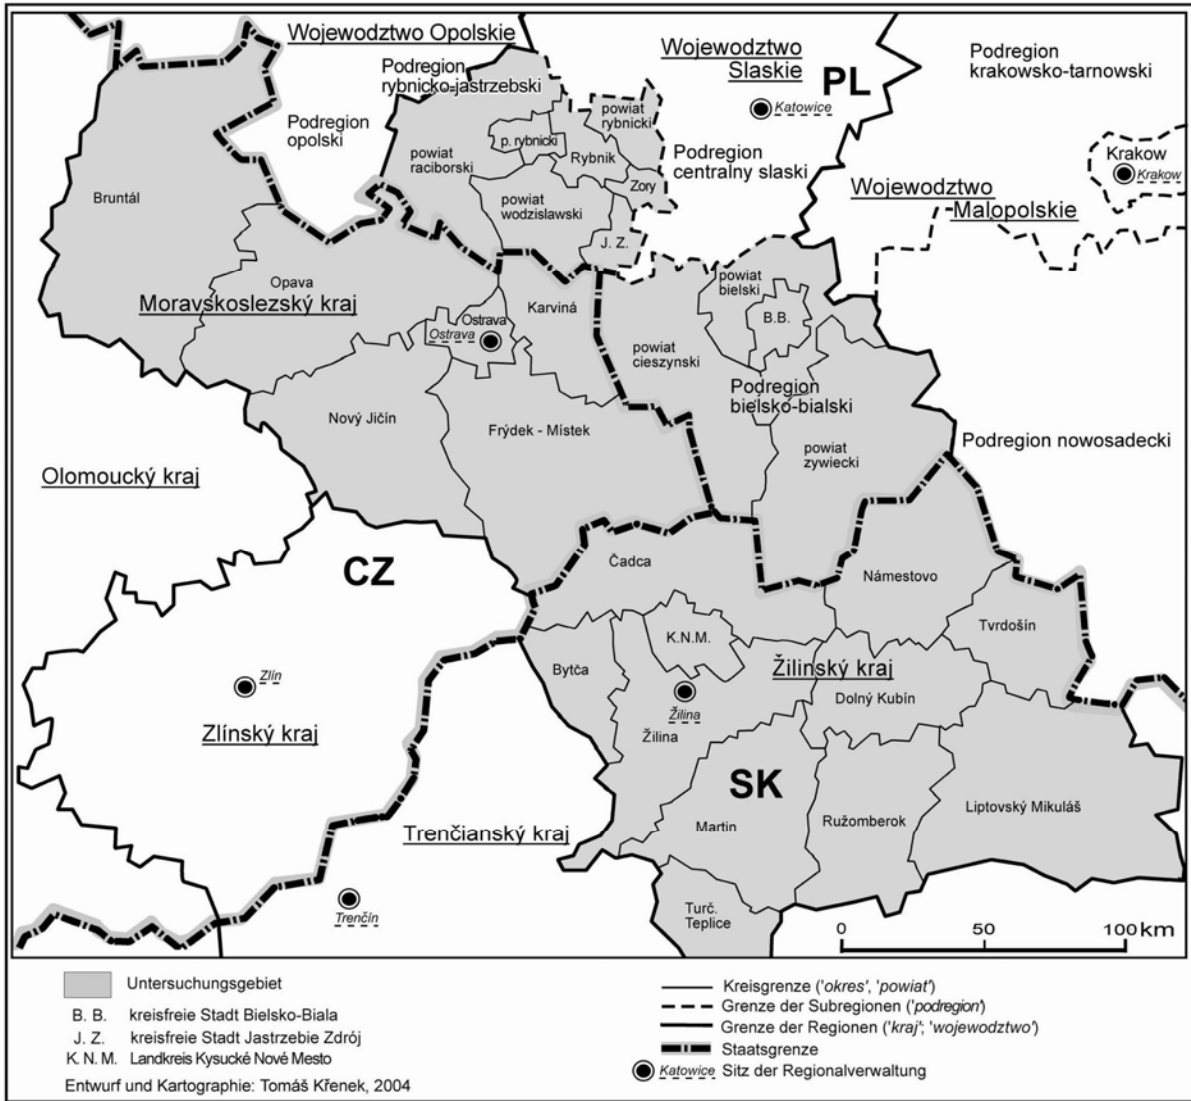 Wojewodztwo Opolskie
Podregion
rybnicko-jastrzebski
Wojewodztwo
Slaskie
PL
Katowice
Podregion
krakowsko-tarnowski
Podregion
opolski
powiat
rybnicki
p. rybnicki
Rybnik
powiat
raciborski
Podregion
centralny slaski
Krakow
Krakow
Bruntál
powiat
wodzislawski
Zory
Wojewodztwo
Malopolskie
J. Z.
Opava
Moravskoslezský kraj
Karviná
powiat
bielski
B.B.
Ostrava
Ostrava
powiat
cieszynski
Podregion
bielsko-bialski
Nový Jičín
Frýdek - Místek
powiat
zywiecki
Podregion nowosadecki
Olomoucký kraj
CZ
Čadca
Námestovo
Tvrdošín
K.N.M.
Bytča
Žilinský kraj
Zlín
Dolný Kubín
Žilina
Žilina
Zlínský kraj
SK
Liptovský Mikuláš
Trenčianský kraj
Martin
Ružomberok
Trenčín
Turč.
Teplice
0 50 100 km
Untersuchungsgebiet
B. B. kreisfreie Stadt Bielsko-Biala
J. Z. kreisfreie Stadt Jastrzebie Zdrój
K. N. M. Landkreis Kysucké Nové Mesto
Entwurf und Kartographie: Tomáš Křenek, 2004
Kreisgrenze ('okres', 'powiat')
Grenze der Subregionen ('podregion')
Grenze der Regionen ('kraj'; 'wojewodztwo')
Staatsgrenze
Katowice Sitz der Regionalverwaltung